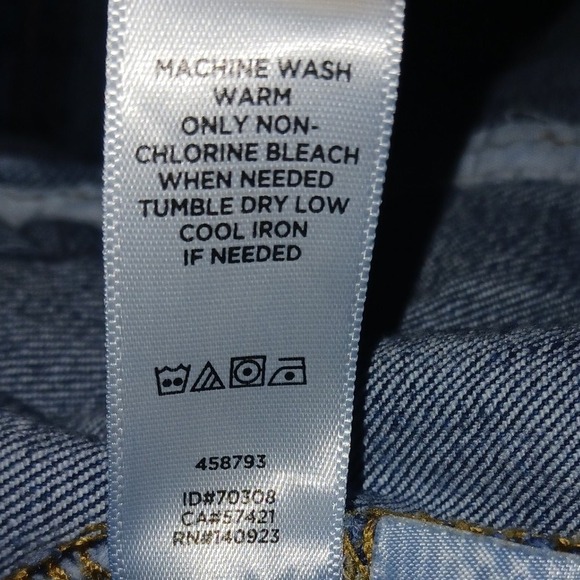 MACHINE WASH
WARM
ONLY NON-
CHLORINE BLEACH
WHEN NEEDED
TUMBLE DRY LOW
COOL IRON
IF NEEDED
458793
ID#70308
CA#57421
RN#140923